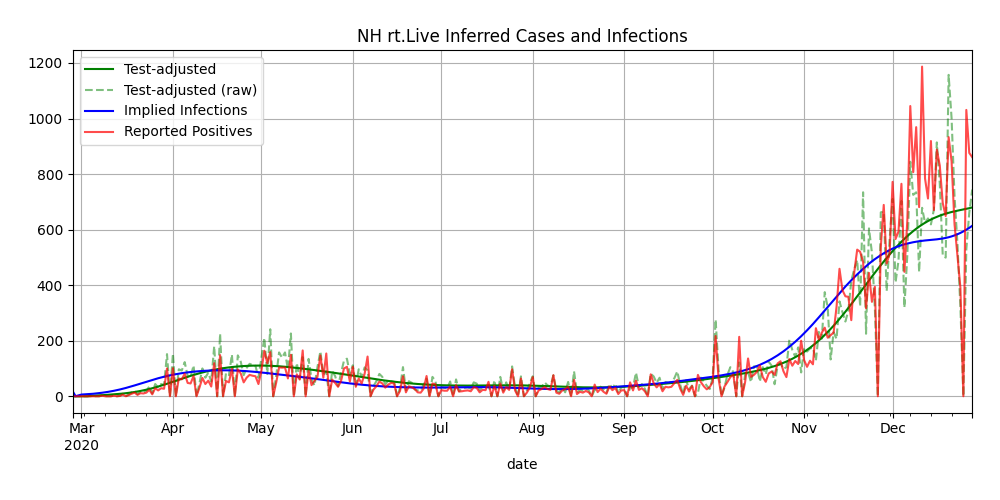 NH rt.Live Inferred Cases and Infections
Test-adjusted
Test-adjusted (raw)
Implied Infections
Reported Positives
1200
1000
800
600
400
200
0
Mar Apr May Jun Jul Aug Sep Oct Nov Dec
2020
date